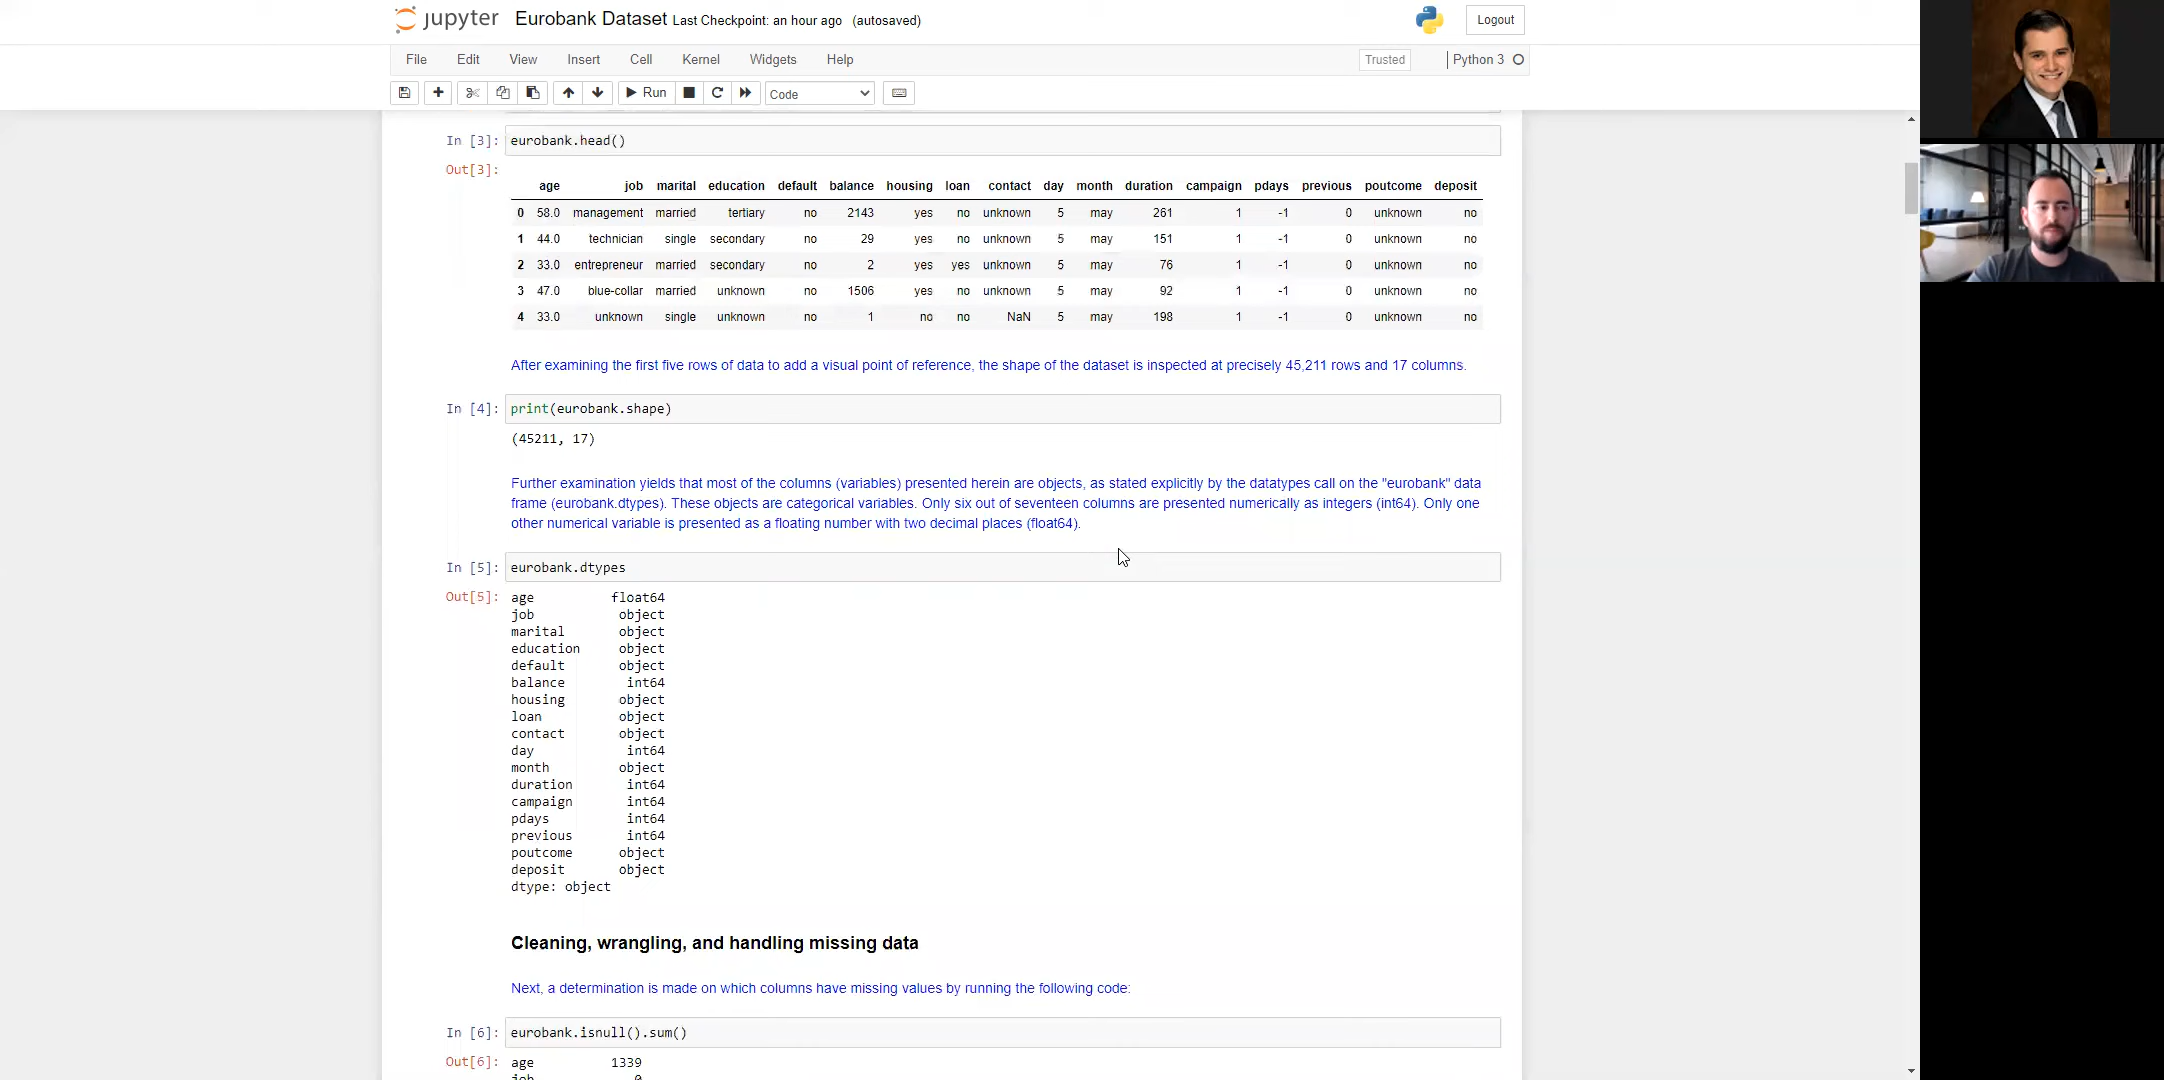 jupyter Eurobank Dataset Last Checkpoint: an hour ago (autosaved)
Logout
File Edit View Insert Cell Kernel Widgets Help
Trusted
Python 3
Run
Code
In [3]: eurobank.head()
Out[3]:
age job marital education default balance housing loan contact day month duration campaign pdays previous poutcome deposit
0 58.0 management married tertiary no 2143 yes no unknown 5 may 261 1 -1 0 unknown no
1 44.0 technician single secondary no 29 yes no unknown 5 may 151 1 -1 0 unknown no
2 33.0 entrepreneur married secondary no 2 yes yes unknown 5 may 76 1 -1 0 unknown no
3 47.0 blue-collar married unknown no 1506 yes no unknown 5 may 92 1 -1 0 unknown no
4 33.0 unknown single unknown no 1 no no NaN 5 may 198 1 -1 0 unknown no
After examining the first five rows of data to add a visual point of reference, the shape of the dataset is inspected at precisely 45,211 rows and 17 columns.
In [4]: print(eurobank.shape)
(45211, 17)
Further examination yields that most of the columns (variables) presented herein are objects, as stated explicitly by the datatypes call on the "eurobank" data
frame (eurobank.dtypes). These objects are categorical variables. Only six out of seventeen columns are presented numerically as integers (int64). Only one
other numerical variable is presented as a floating number with two decimal places (float64).
In [5]: eurobank.dtypes
Out[5]: age float64
job object
marital object
education object
default object
balance int64
housing object
loan object
contact object
day int64
month object
duration int64
campaign int64
pdays int64
previous int64
poutcome object
deposit object
dtype: object
Cleaning, wrangling, and handling missing data
Next, a determination is made on which columns have missing values by running the following code:
In [6]: eurobank.isnull().sum()
Out[6]: age 1339
job 0